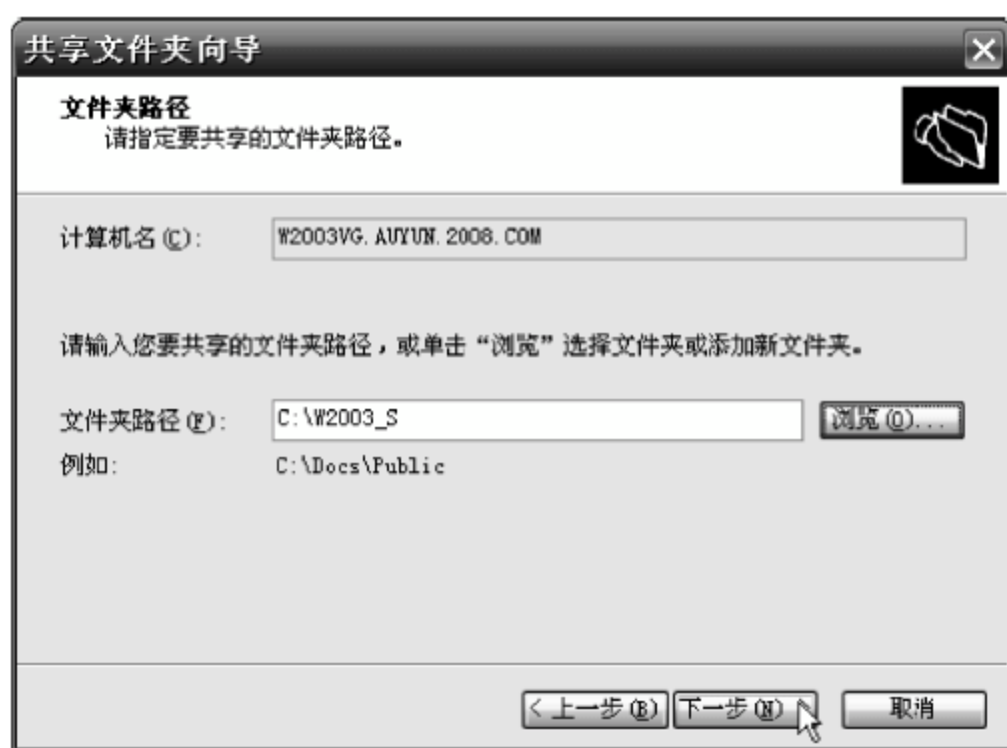 共享文件夹向导
文件夹路径
请指定要共享的文件夹路径。
计算机名(C): W2003VG.AUYUN.2008.COM
请输入您要共享的文件夹路径，或单击“浏览”选择文件夹或添加新文件夹。
文件夹路径(F): C:\W2003_S 浏览(O)...
例如: C:\Docs\Public
< 上一步(B) 下一步(N) > 取消